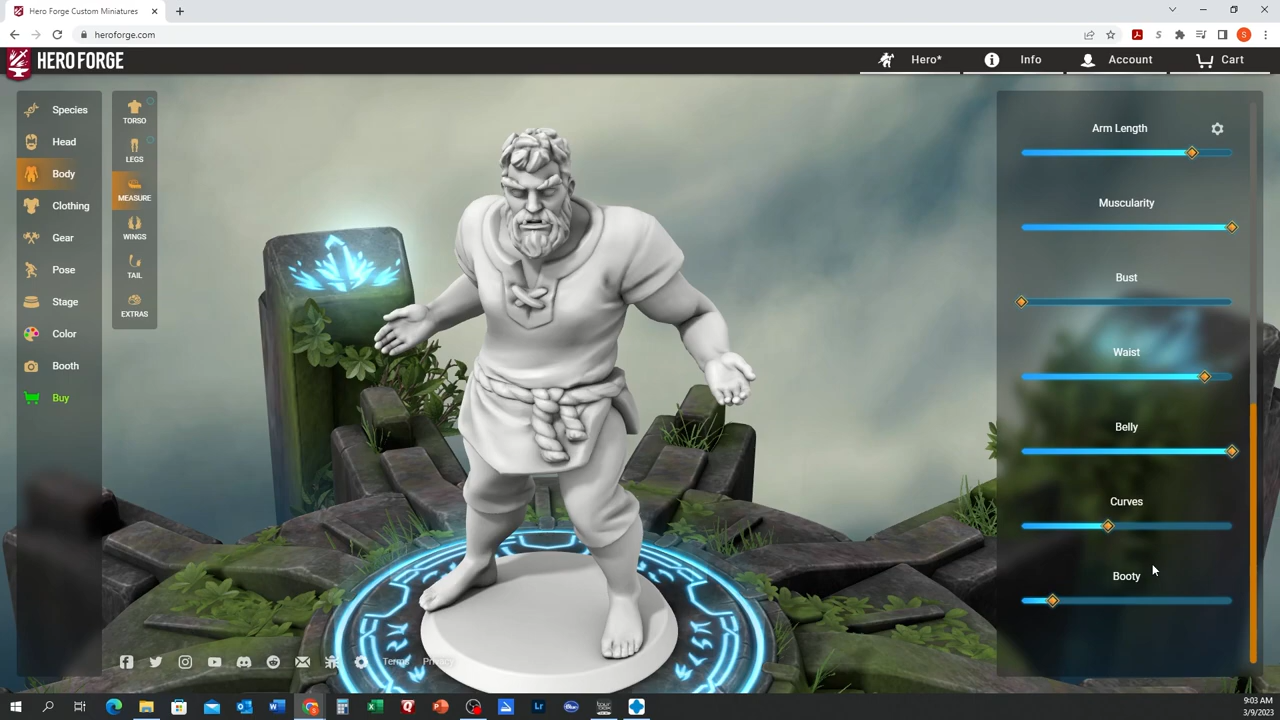 Hero Forge Custom Miniatures
heroforge.com
HERO FORGE
Hero*
Info
Account
Cart
Species
Head
Body
Clothing
Gear
Pose
Stage
Color
Booth
Buy
TORSO
LEGS
MEASURE
WINGS
TAIL
EXTRAS
Arm Length
Muscularity
Bust
Waist
Belly
Curves
Booty
Terms
Privacy
9:03 AM
3/9/2023